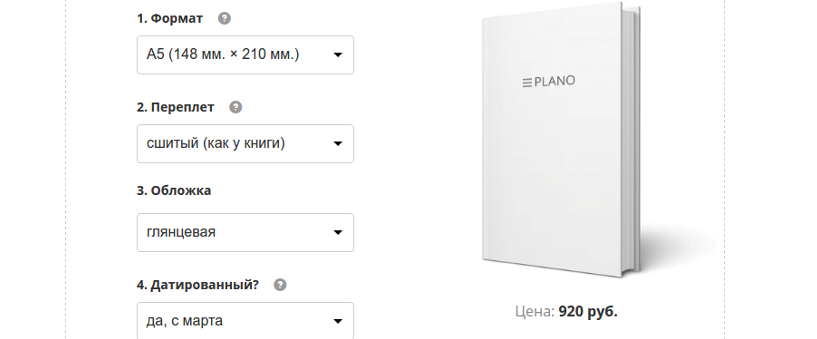 1. Формат
А5 (148 мм. × 210 мм.)
2. Переплет
сшитый (как у книги)
3. Обложка
глянцевая
4. Датированный?
да, с марта
PLANO
Цена: 920 руб.